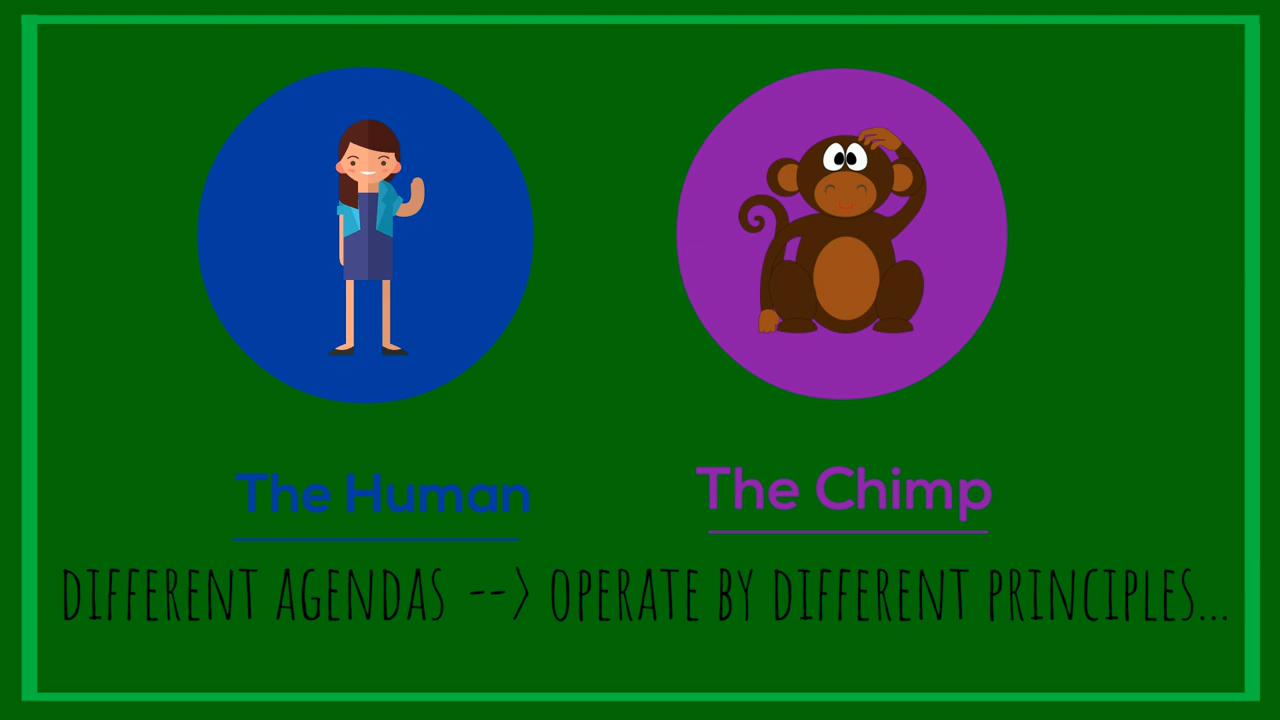 The Human
The Chimp
DIFFERENT AGENDAS --> OPERATE BY DIFFERENT PRINCIPLES...